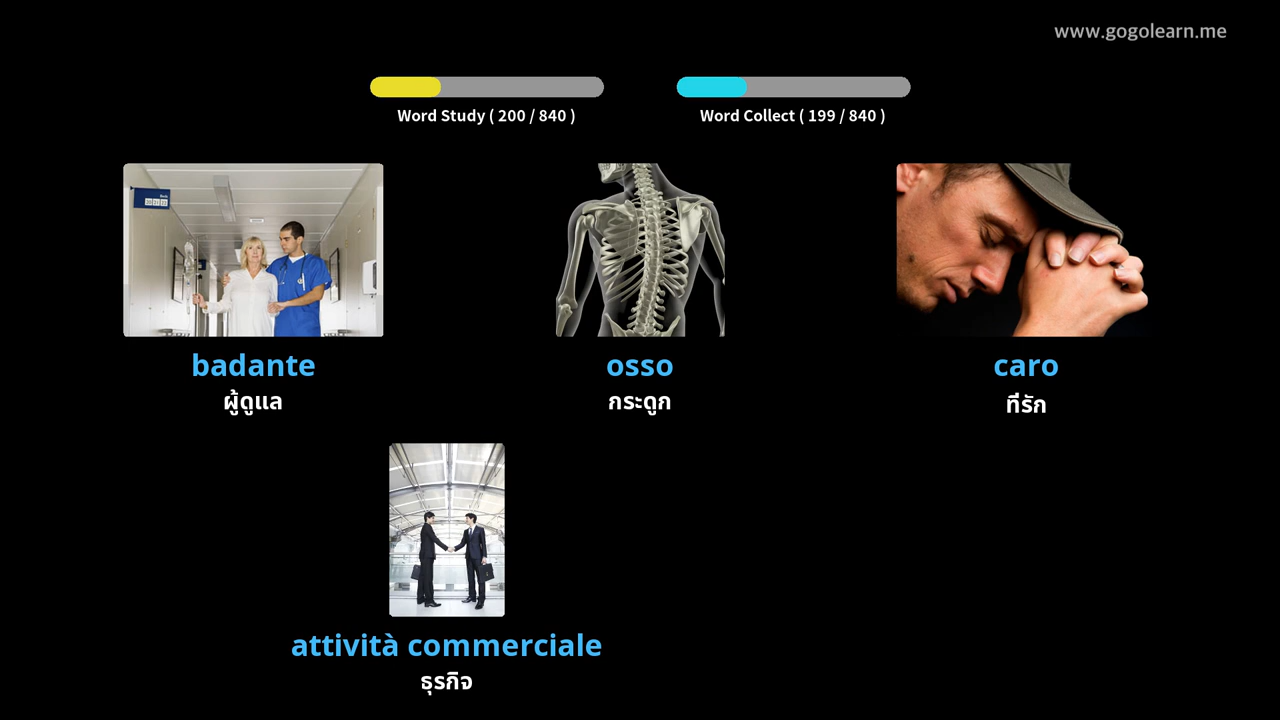 www.gogolearn.me
Word Study ( 200 / 840 )
Word Collect ( 199 / 840 )
badante
ผู้ดูแล
osso
กระดูก
caro
ที่รัก
attività commerciale
ธุรกิจ